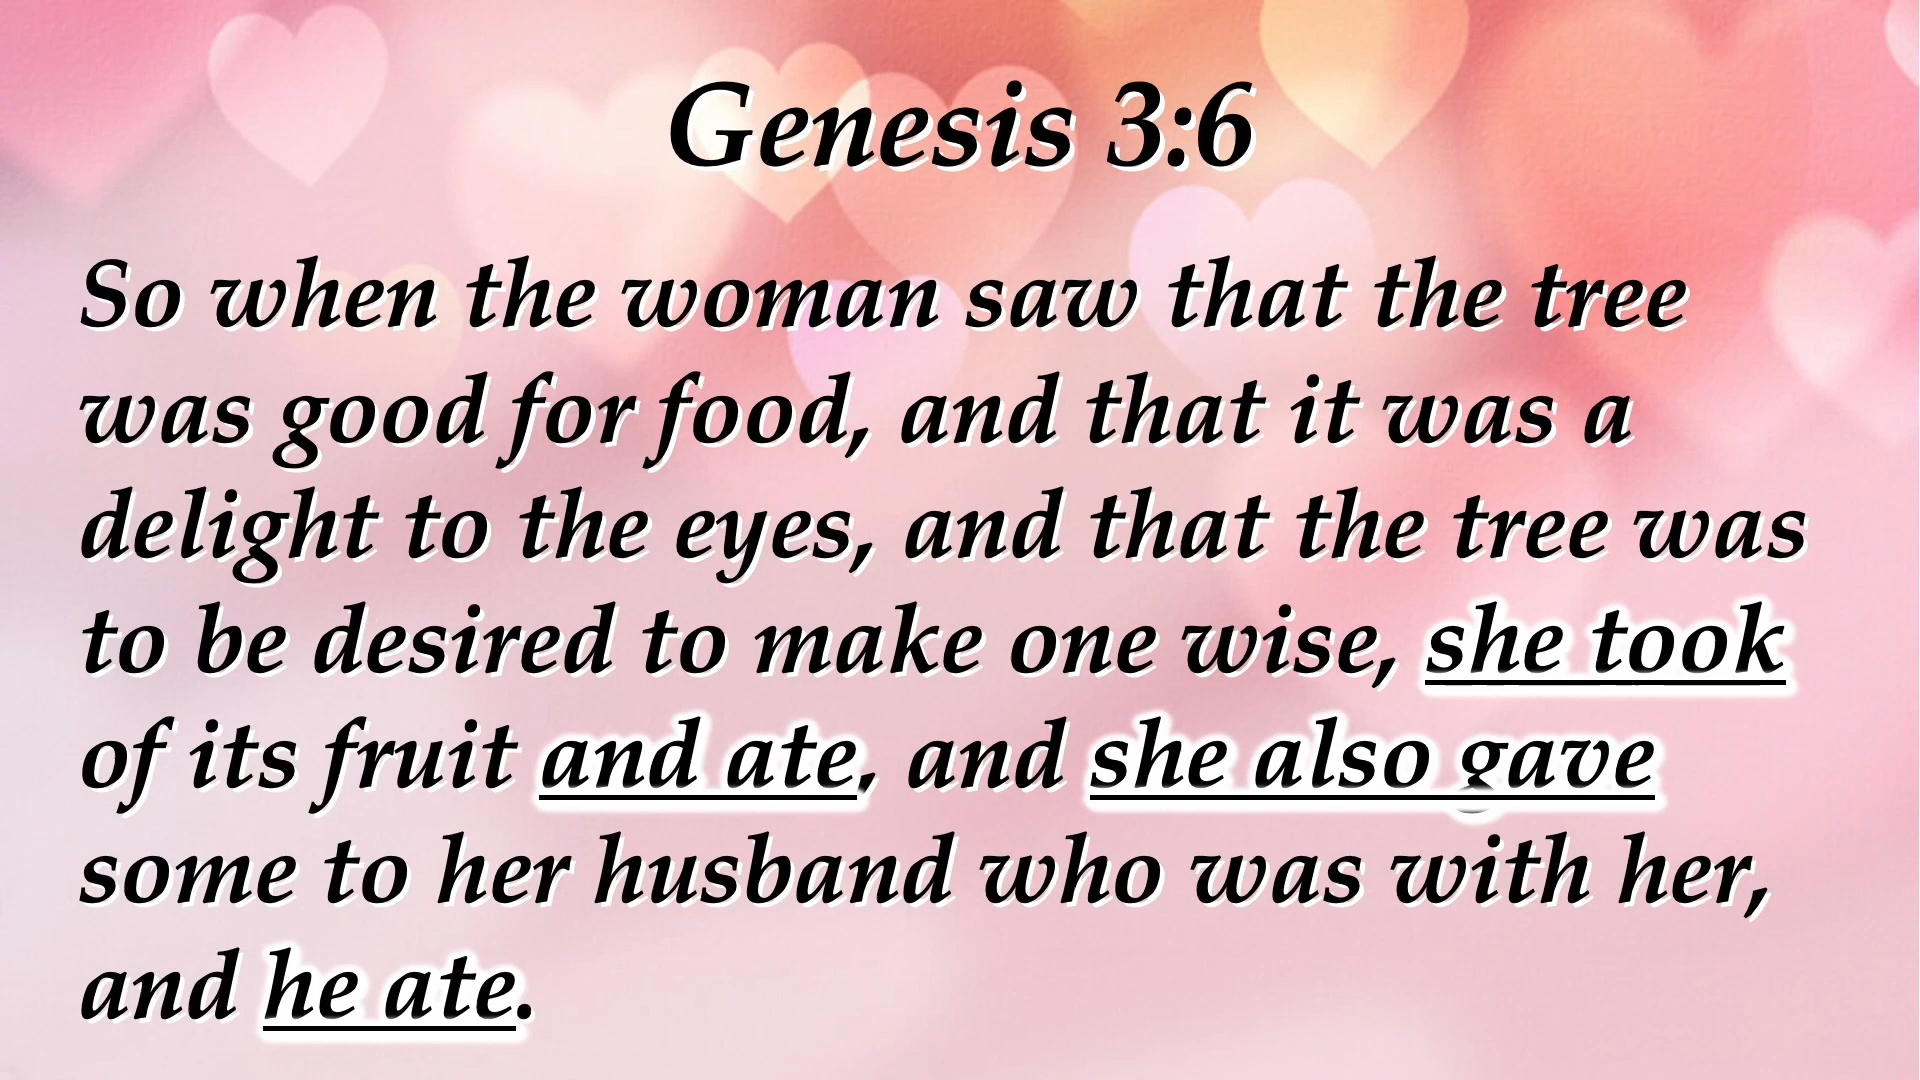 Genesis 3:6
So when the woman saw that the tree
was good for food, and that it was a
delight to the eyes, and that the tree was
to be desired to make one wise, she took
of its fruit and ate, and she also gave
some to her husband who was with her,
and he ate.